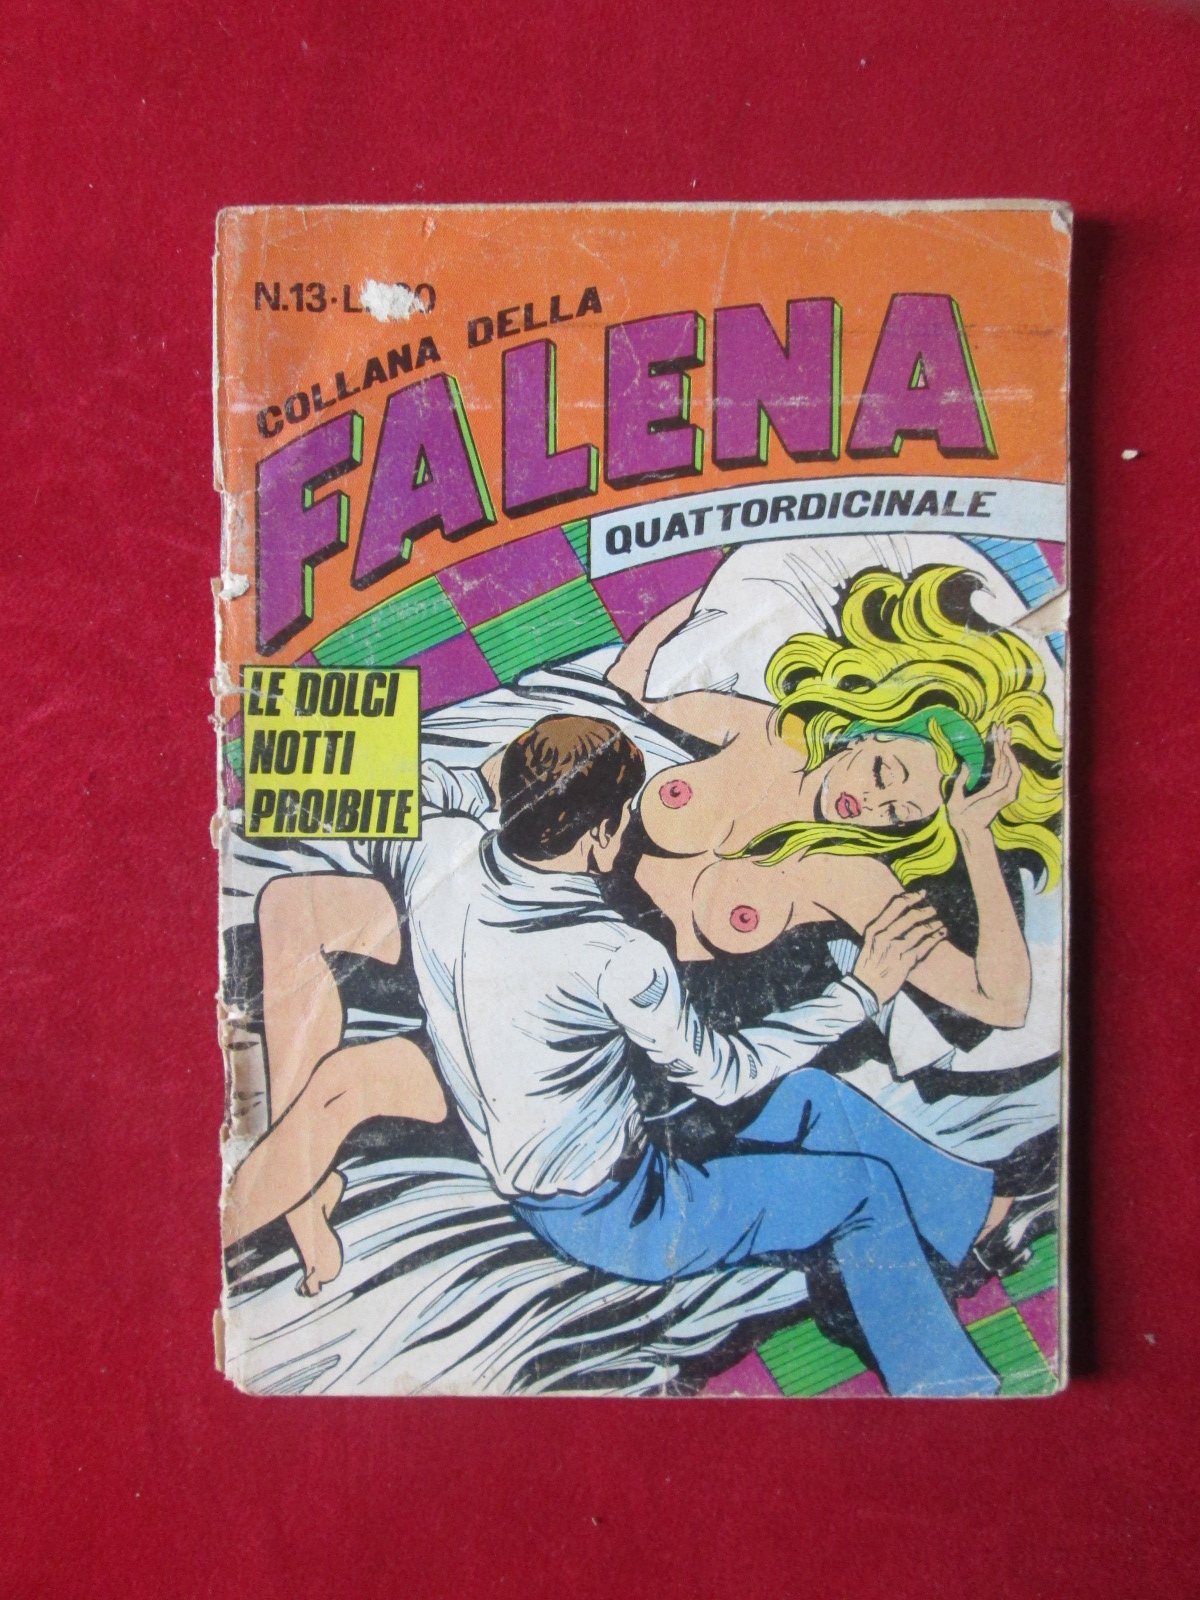 N.13·L.
COLLANA DELLA
FALENA
QUATTORDICINALE
LE DOLCI
NOTTI
PROIBITE